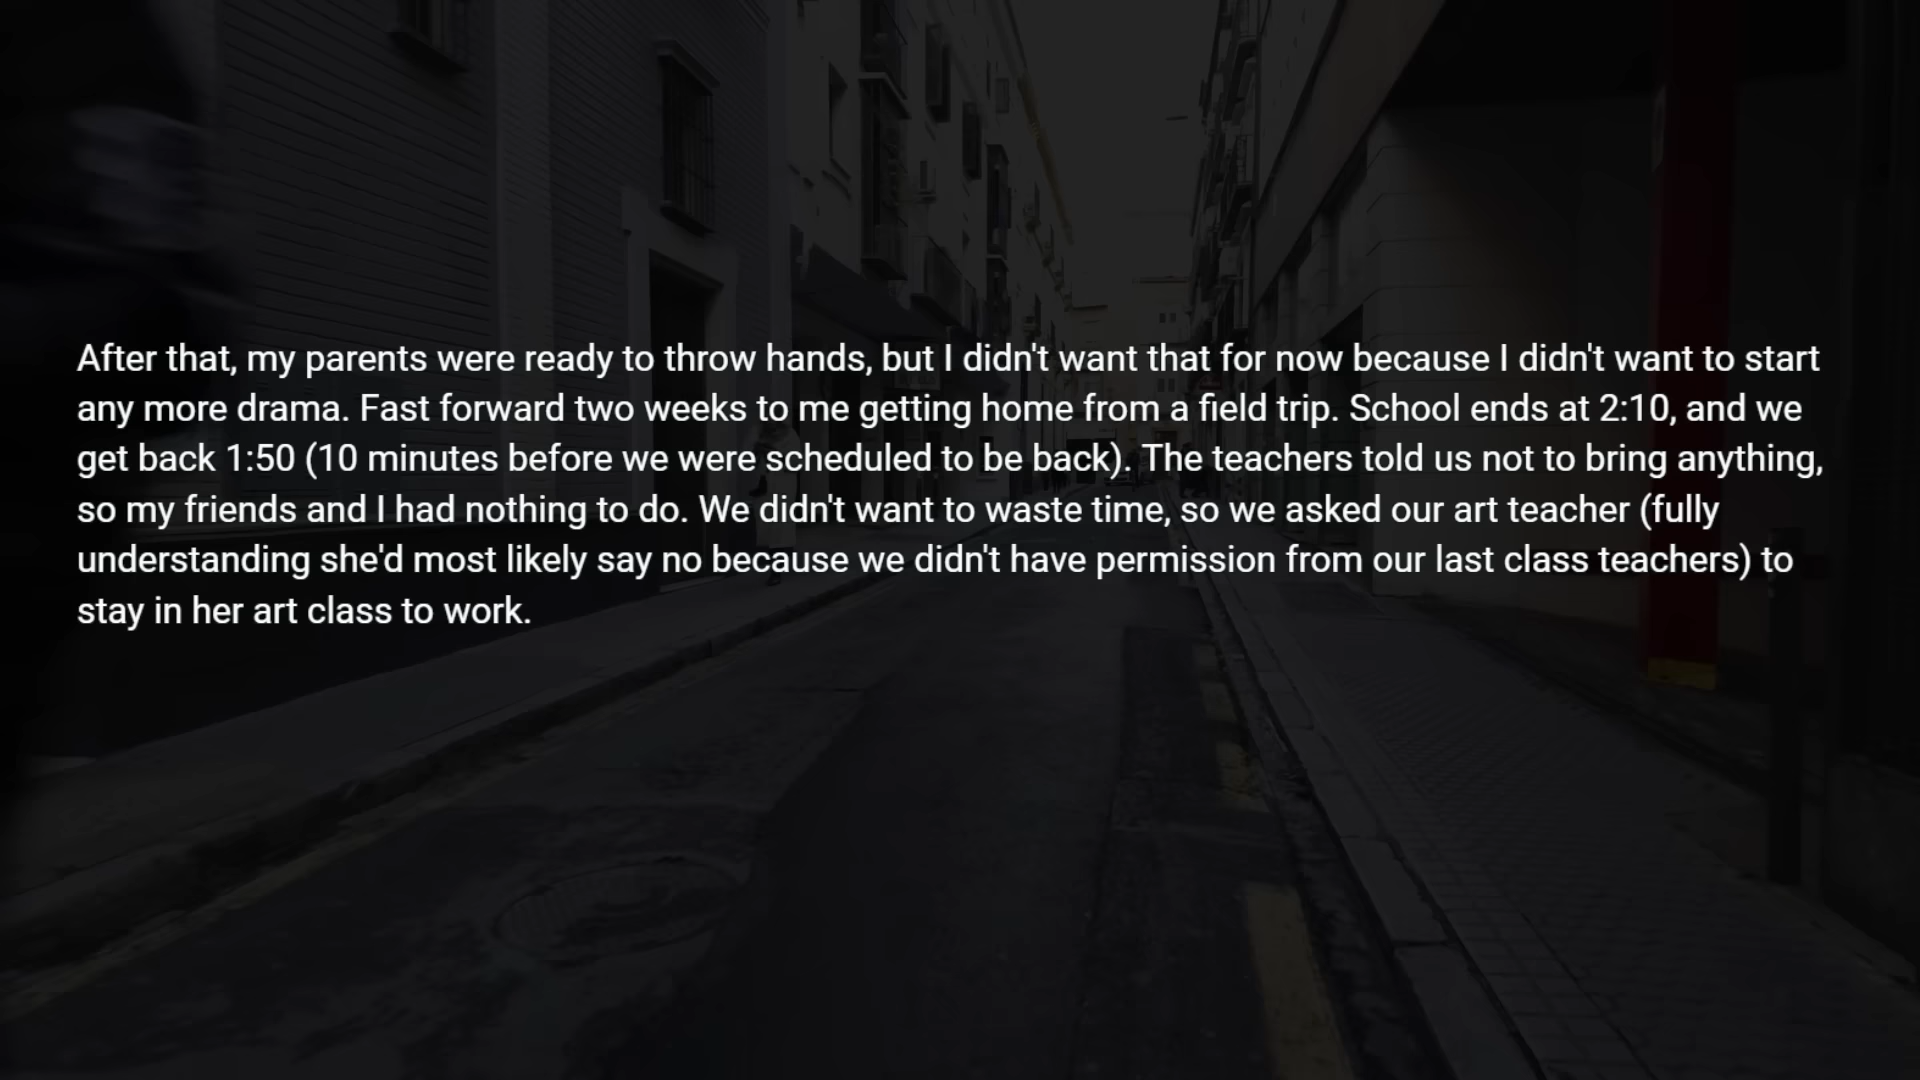 After that, my parents were ready to throw hands, but I didn't want that for now because I didn't want to start
any more drama. Fast forward two weeks to me getting home from a field trip. School ends at 2:10, and we
get back 1:50 (10 minutes before we were scheduled to be back). The teachers told us not to bring anything,
so my friends and I had nothing to do. We didn't want to waste time, so we asked our art teacher (fully
understanding she'd most likely say no because we didn't have permission from our last class teachers) to
stay in her art class to work.